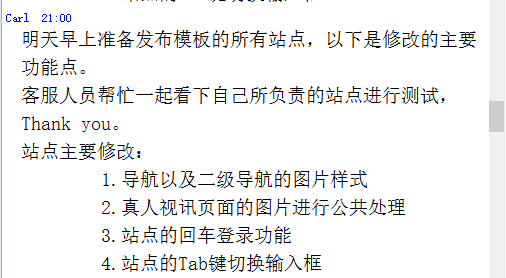 Carl 21:00
明天早上准备发布模板的所有站点，以下是修改的主要
功能点。
客服人员帮忙一起看下自己所负责的站点进行测试，
Thank you。
站点主要修改：
1.导航以及二级导航的图片样式
2.真人视讯页面的图片进行公共处理
3.站点的回车登录功能
4.站点的Tab键切换输入框